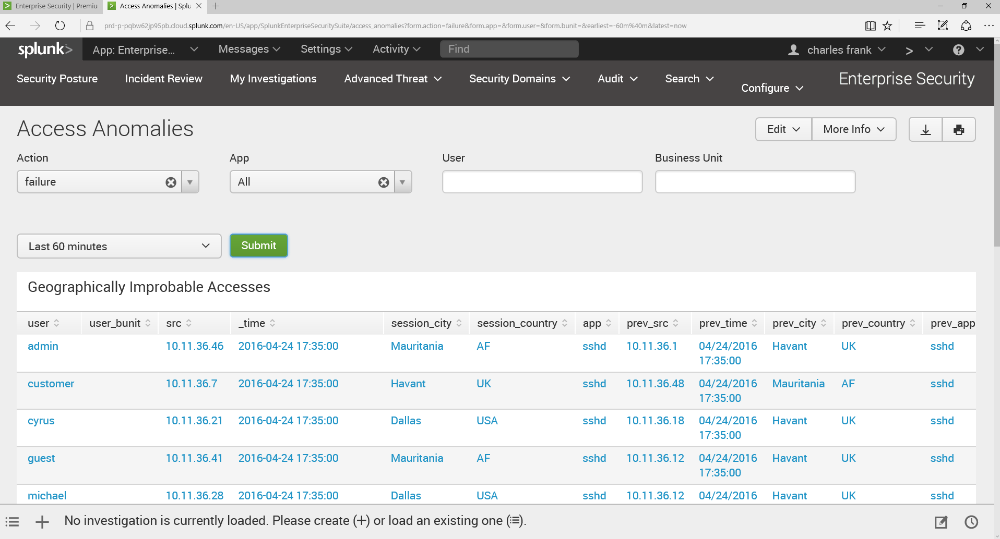 Enterprise Security | Premiu
Access Anomalies | Splu
prd-p-pqbw62jp95pb.cloud.splunk.com/en-US/app/SplunkEnterpriseSecuritySuite/access_anomalies?form.action=failure&form.app=&form.user=&form.bunit=&earliest=-60m%40m&latest=now
splunk> App: Enterprise... Messages Settings Activity Find charles frank
Security Posture Incident Review My Investigations Advanced Threat Security Domains Audit Search Configure Enterprise Security
Access Anomalies
Edit More Info
Action App User Business Unit
failure All
Last 60 minutes Submit
Geographically Improbable Accesses
user user_bunit src _time session_city session_country app prev_src prev_time prev_city prev_country prev_app
admin 10.11.36.46 2016-04-24 17:35:00 Mauritania AF sshd 10.11.36.1 04/24/2016 Havant UK sshd
17:35:00
customer 10.11.36.7 2016-04-24 17:35:00 Havant UK sshd 10.11.36.48 04/24/2016 Mauritania AF sshd
17:35:00
cyrus 10.11.36.21 2016-04-24 17:35:00 Dallas USA sshd 10.11.36.18 04/24/2016 Havant UK sshd
17:35:00
guest 10.11.36.41 2016-04-24 17:35:00 Mauritania AF sshd 10.11.36.12 04/24/2016 Havant UK sshd
17:35:00
michael 10.11.36.28 2016-04-24 17:35:00 Dallas USA sshd 10.11.36.12 04/24/2016 Havant UK sshd
No investigation is currently loaded. Please create (+) or load an existing one (≔).